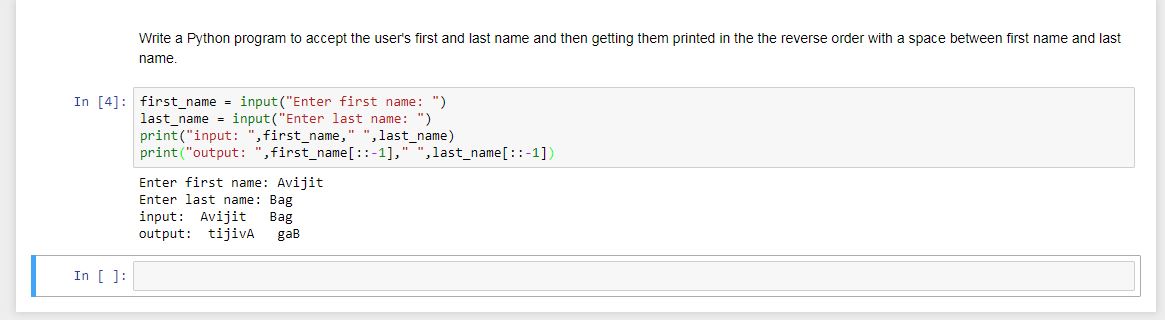 Write a Python program to accept the user's first and last name and then getting them printed in the the reverse order with a space between first name and last
name.
In [4]: first_name = input("Enter first name: ")
last_name = input("Enter last name: ")
print("input: ",first_name," ",last_name)
print("output: ",first_name[::-1]," ",last_name[::-1])
Enter first name: Avijit
Enter last name: Bag
input:  Avijit   Bag
output:  tijivA   gaB
In [ ]: